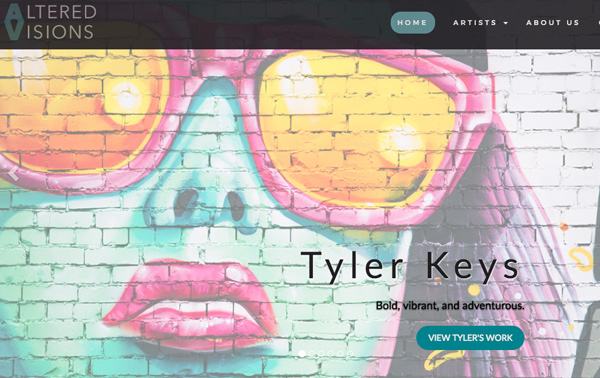 ALTERED
VISIONS
HOME
ARTISTS
ABOUT US
Tyler Keys
Bold, vibrant, and adventurous.
VIEW TYLER'S WORK